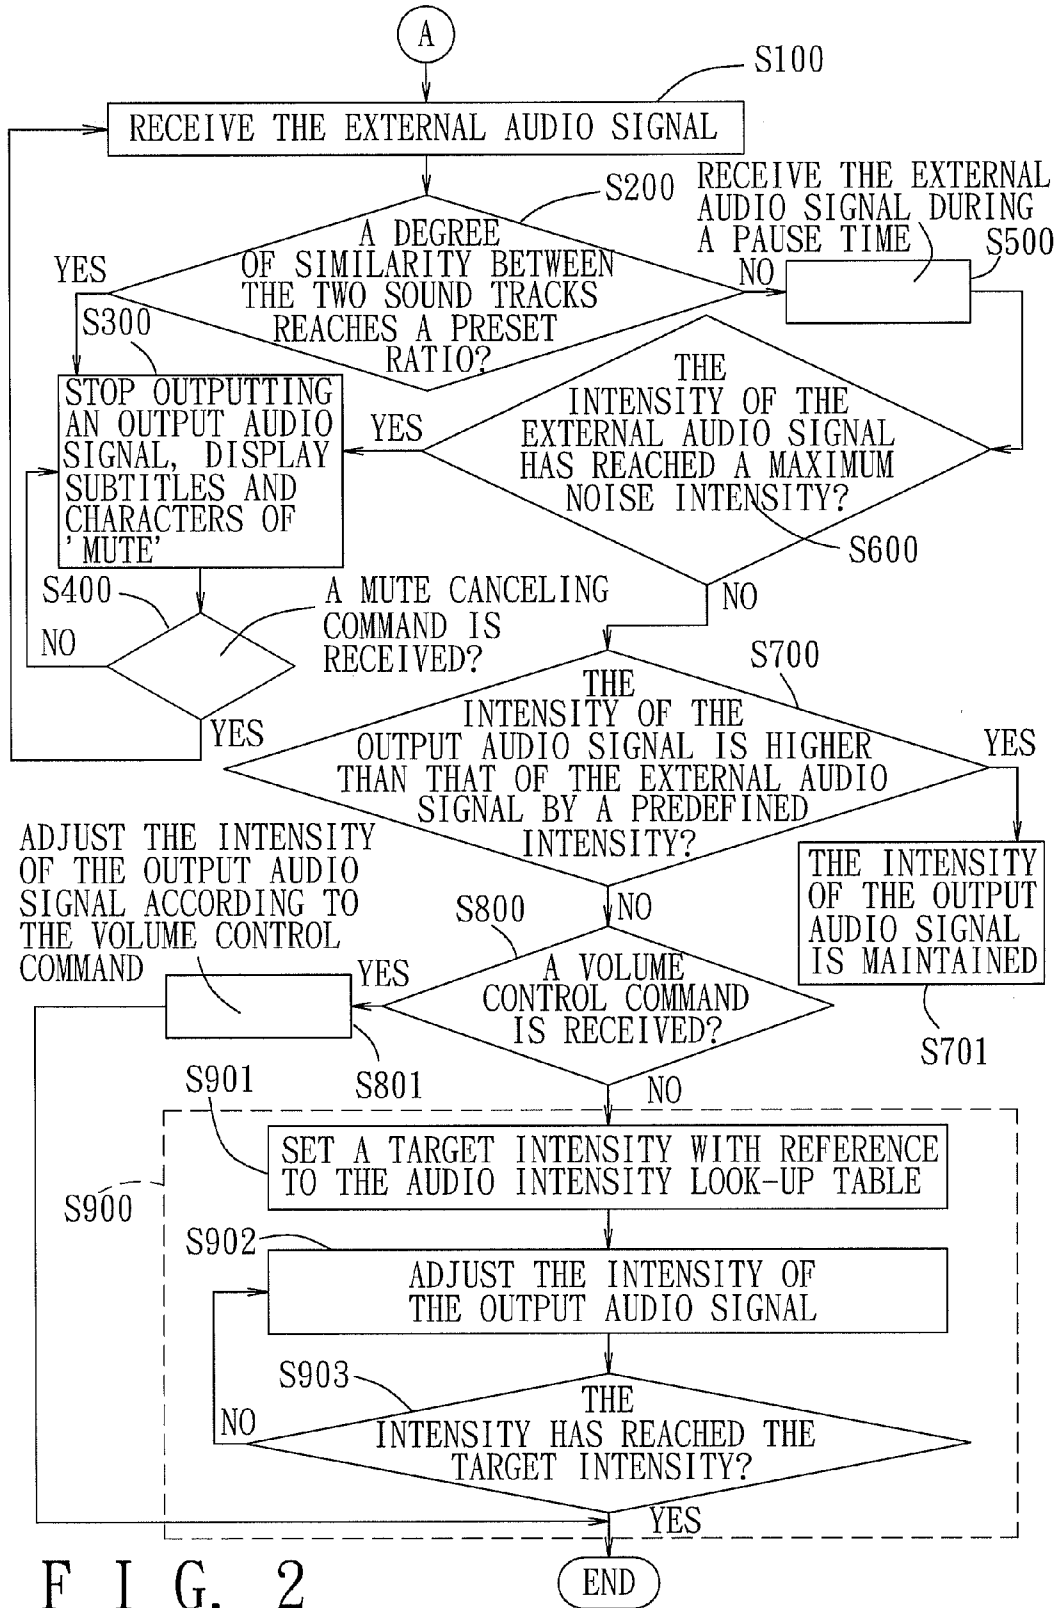 A
S100
RECEIVE THE EXTERNAL AUDIO SIGNAL
S200
A DEGREE
OF SIMILARITY BETWEEN
THE TWO SOUND TRACKS
REACHES A PRESET
RATIO?
YES
NO
RECEIVE THE EXTERNAL
AUDIO SIGNAL DURING
A PAUSE TIME
S500
S300
STOP OUTPUTTING
AN OUTPUT AUDIO
SIGNAL, DISPLAY
SUBTITLES AND
CHARACTERS OF
'MUTE'
YES
THE
INTENSITY OF THE
EXTERNAL AUDIO SIGNAL
HAS REACHED A MAXIMUM
NOISE INTENSITY?
S600
NO
S400
NO
A MUTE CANCELING
COMMAND IS
RECEIVED?
YES
S700
THE
INTENSITY OF THE
OUTPUT AUDIO SIGNAL IS HIGHER
THAN THAT OF THE EXTERNAL AUDIO
SIGNAL BY A PREDEFINED
INTENSITY?
YES
THE INTENSITY
OF THE OUTPUT
AUDIO SIGNAL
IS MAINTAINED
S701
NO
ADJUST THE INTENSITY
OF THE OUTPUT AUDIO
SIGNAL ACCORDING TO
THE VOLUME CONTROL
COMMAND
S800
A VOLUME
CONTROL COMMAND
IS RECEIVED?
YES
S801
NO
S901
SET A TARGET INTENSITY WITH REFERENCE
TO THE AUDIO INTENSITY LOOK-UP TABLE
S900
S902
ADJUST THE INTENSITY OF
THE OUTPUT AUDIO SIGNAL
S903
THE
INTENSITY HAS REACHED THE
TARGET INTENSITY?
NO
YES
END
FIG. 2